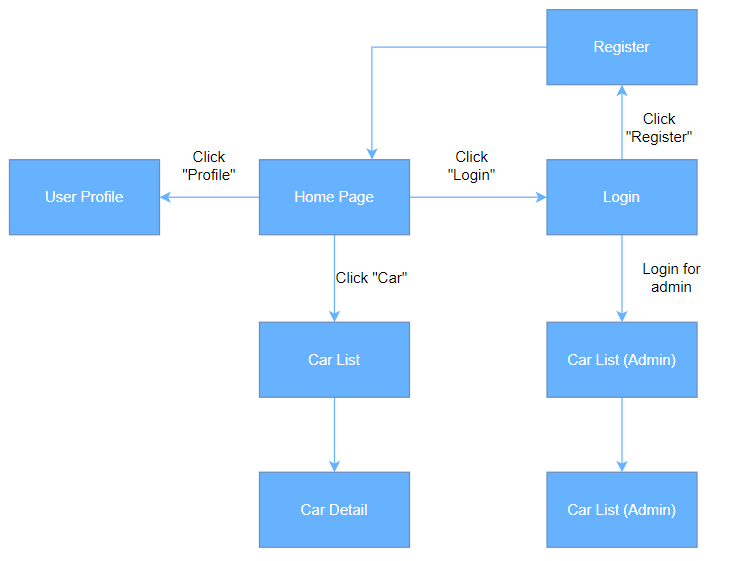 Register
Click
"Register"
Click
"Profile"
Click
"Login"
User Profile
Home Page
Login
Click "Car"
Login for
admin
Car List
Car List (Admin)
Car Detail
Car List (Admin)